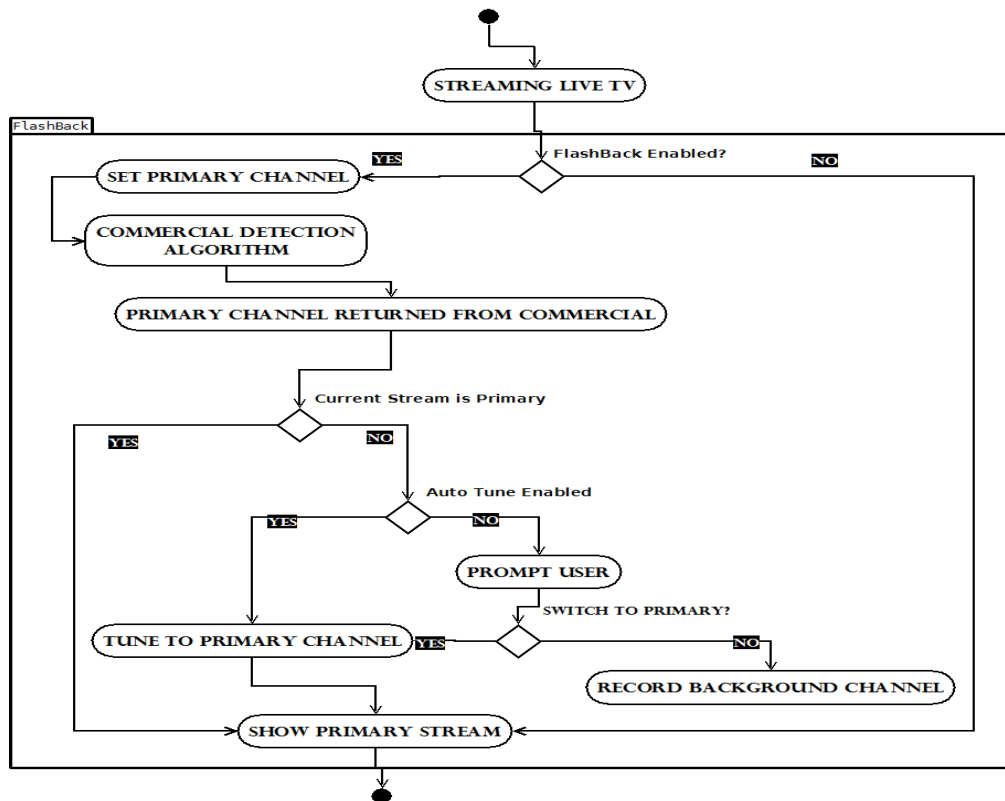 STREAMING LIVE TV
FlashBack
FlashBack Enabled?
YES
NO
SET PRIMARY CHANNEL
COMMERCIAL DETECTION
ALGORITHM
PRIMARY CHANNEL RETURNED FROM COMMERCIAL
Current Stream is Primary
YES
NO
Auto Tune Enabled
YES
NO
PROMPT USER
SWITCH TO PRIMARY?
TUNE TO PRIMARY CHANNEL
YES
NO
RECORD BACKGROUND CHANNEL
SHOW PRIMARY STREAM